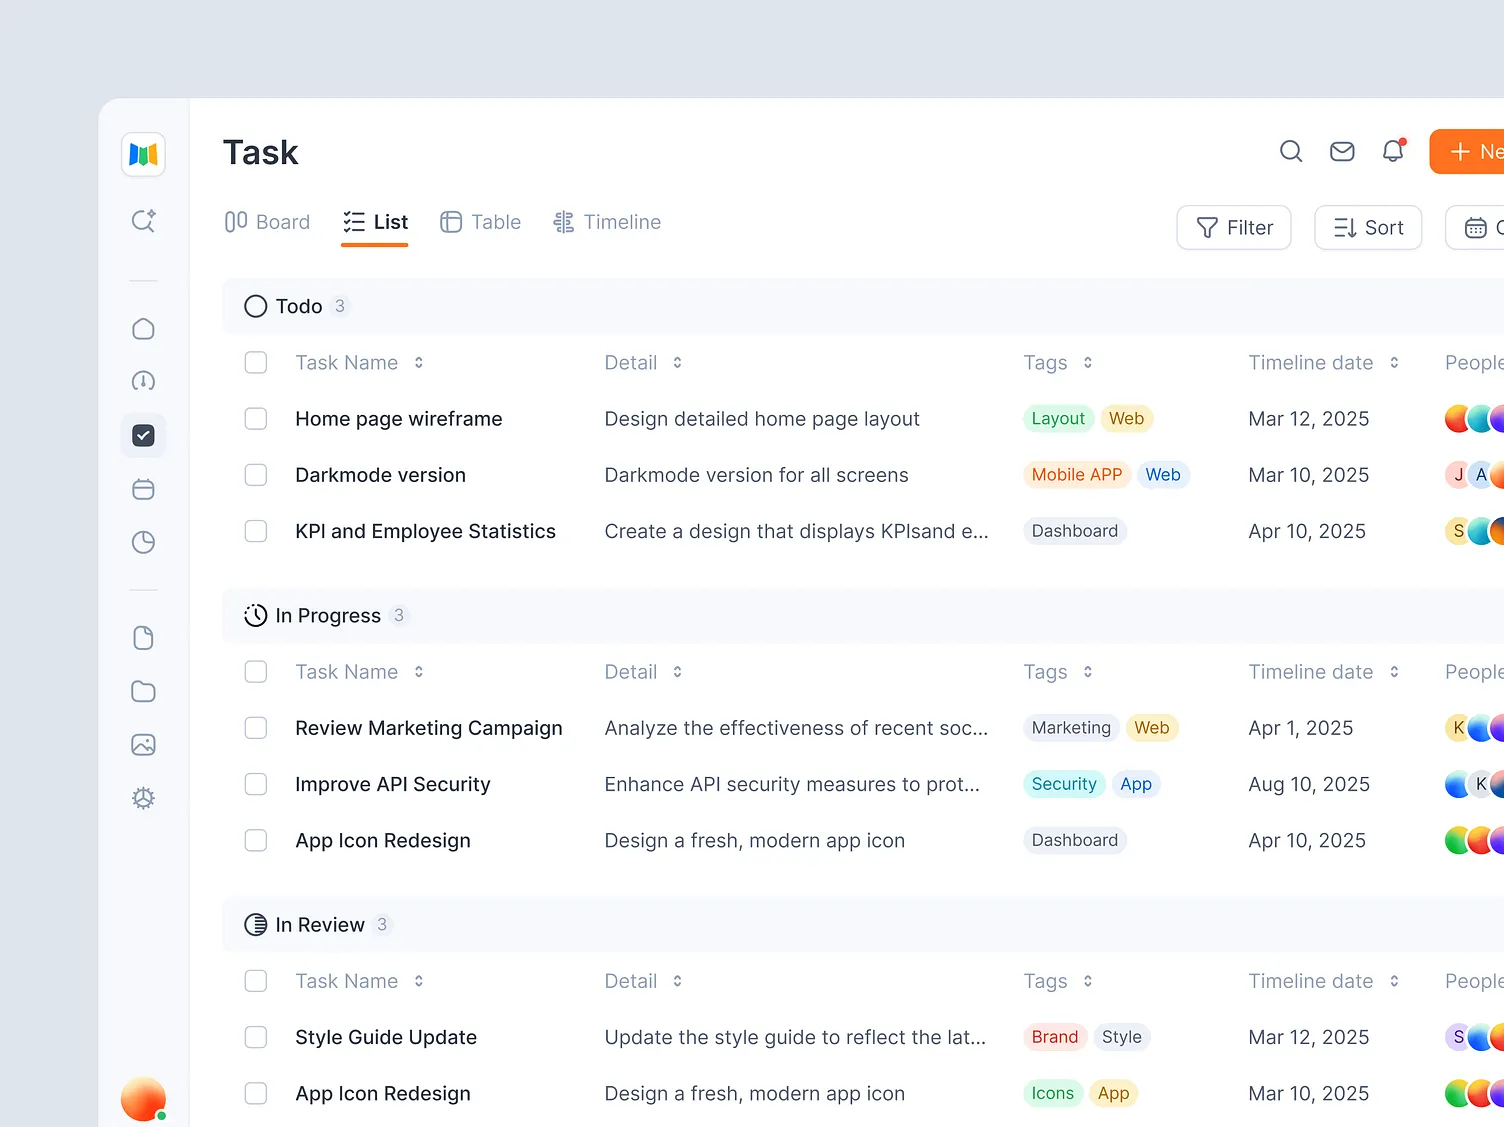 Task
Ne
Board List Table Timeline
Filter Sort
Todo 3
Task Name Detail Tags Timeline date People
Home page wireframe Design detailed home page layout Layout Web Mar 12, 2025
Darkmode version Darkmode version for all screens Mobile APP Web Mar 10, 2025 J A
KPI and Employee Statistics Create a design that displays KPIsand e... Dashboard Apr 10, 2025 S
In Progress 3
Task Name Detail Tags Timeline date People
Review Marketing Campaign Analyze the effectiveness of recent soc... Marketing Web Apr 1, 2025 K
Improve API Security Enhance API security measures to prot... Security App Aug 10, 2025 K
App Icon Redesign Design a fresh, modern app icon Dashboard Apr 10, 2025
In Review 3
Task Name Detail Tags Timeline date People
Style Guide Update Update the style guide to reflect the lat... Brand Style Mar 12, 2025 S
App Icon Redesign Design a fresh, modern app icon Icons App Mar 10, 2025